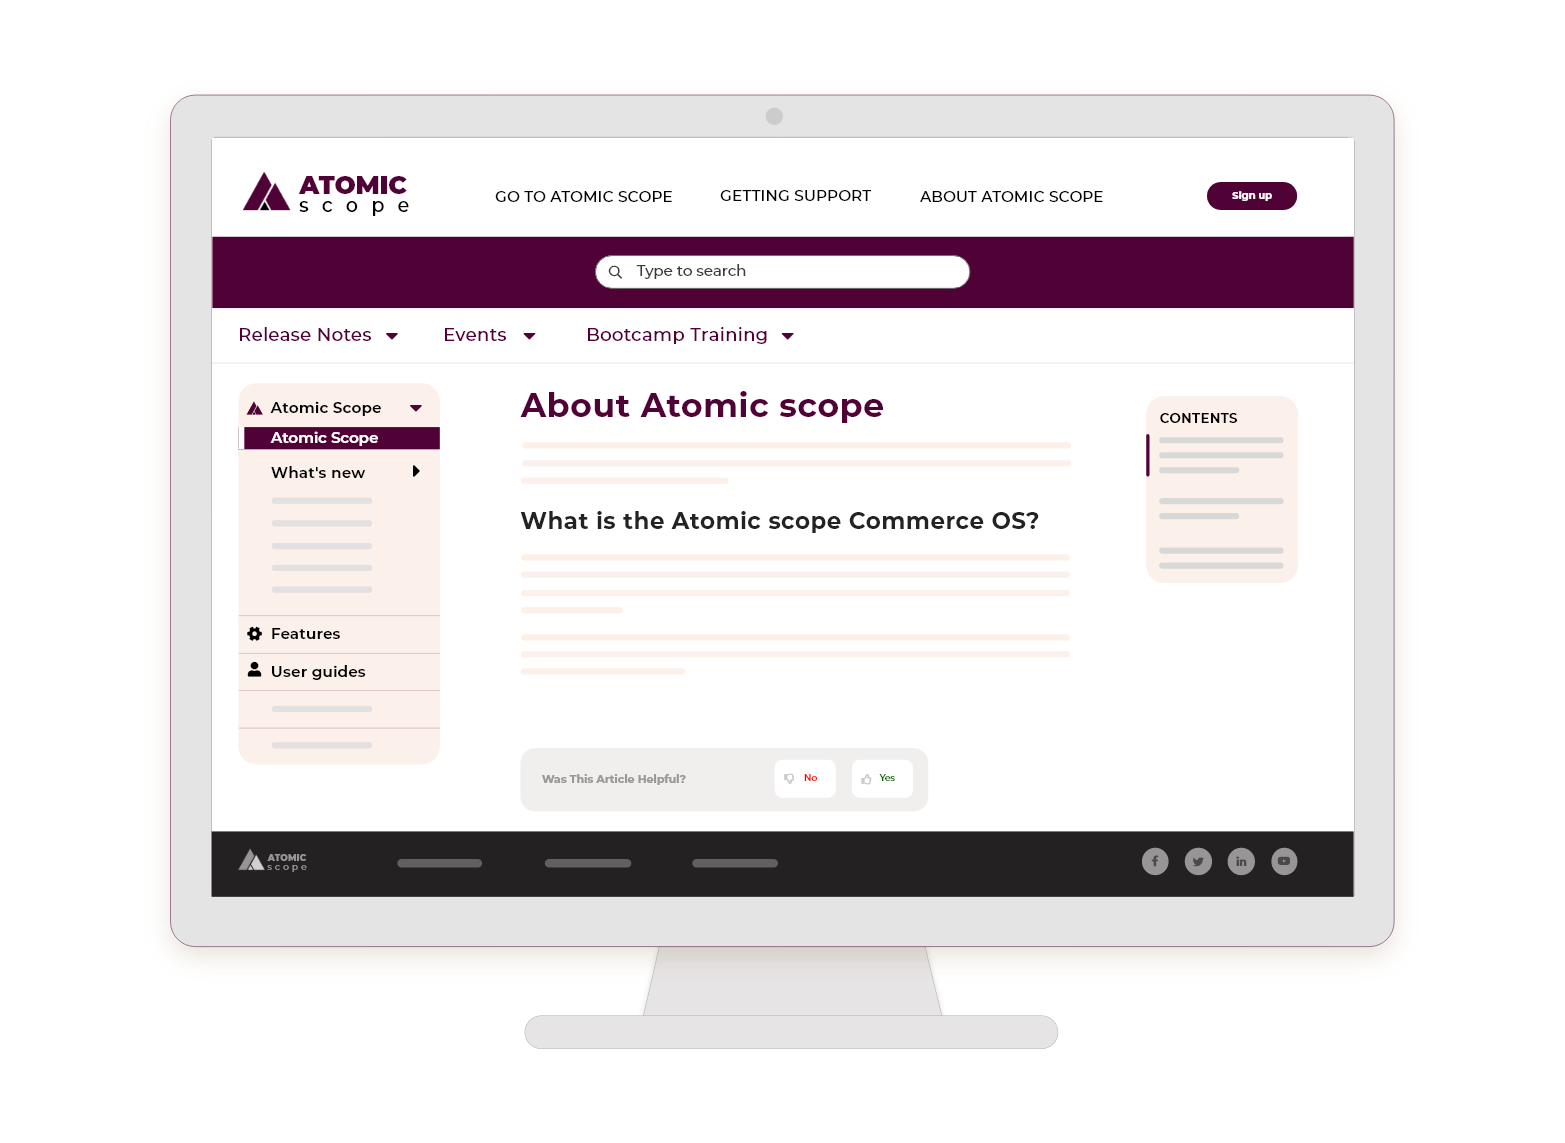 ATOMIC
scope
GO TO ATOMIC SCOPE
GETTING SUPPORT
ABOUT ATOMIC SCOPE
Sign up
Type to search
Release Notes
Events
Bootcamp Training
Atomic Scope
Atomic Scope
What's new
Features
User guides
About Atomic scope
What is the Atomic scope Commerce OS?
CONTENTS
Was This Article Helpful?
No
Yes
ATOMIC
scope